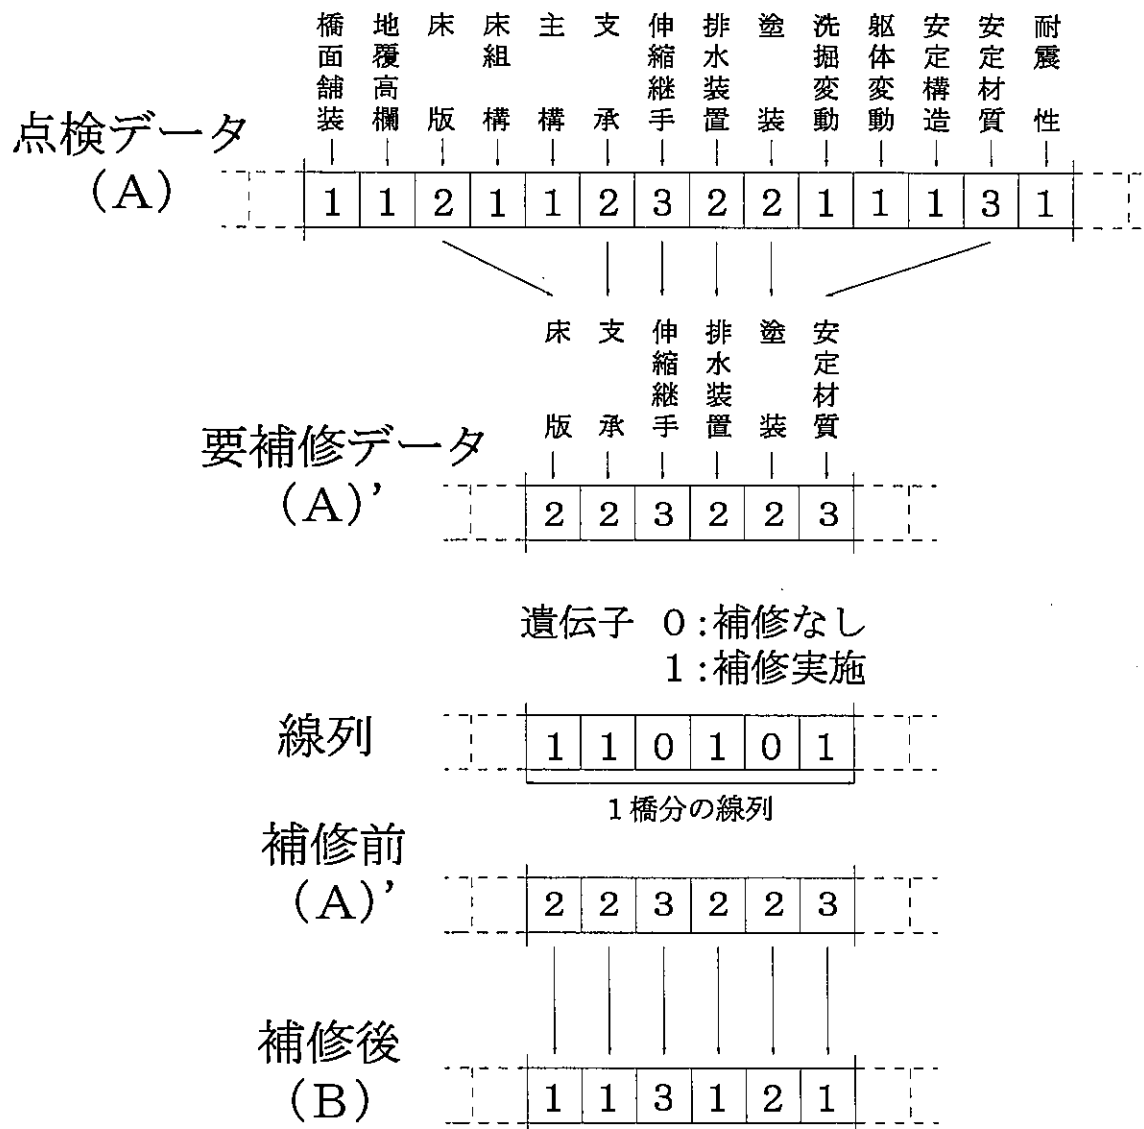 橋面舗装 地覆高欄 床版 床組構 主構 支承 伸縮継手 排水装置 塗装 洗掘変動 躯体変動 安定構造 安定材質 耐震性
点検データ
(A)
1 1 2 1 1 2 3 2 2 1 1 1 3 1
床版 支承 伸縮継手 排水装置 塗装 安定材質
要補修データ
(A)’
2 2 3 2 2 3
遺伝子 0:補修なし
1:補修実施
線列
1 1 0 1 0 1
1橋分の線列
補修前
(A)’
2 2 3 2 2 3
補修後
(B)
1 1 3 1 2 1